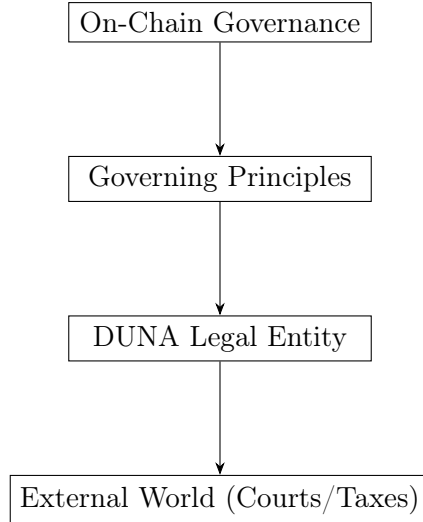 On-Chain Governance
Governing Principles
DUNA Legal Entity
External World (Courts/Taxes)